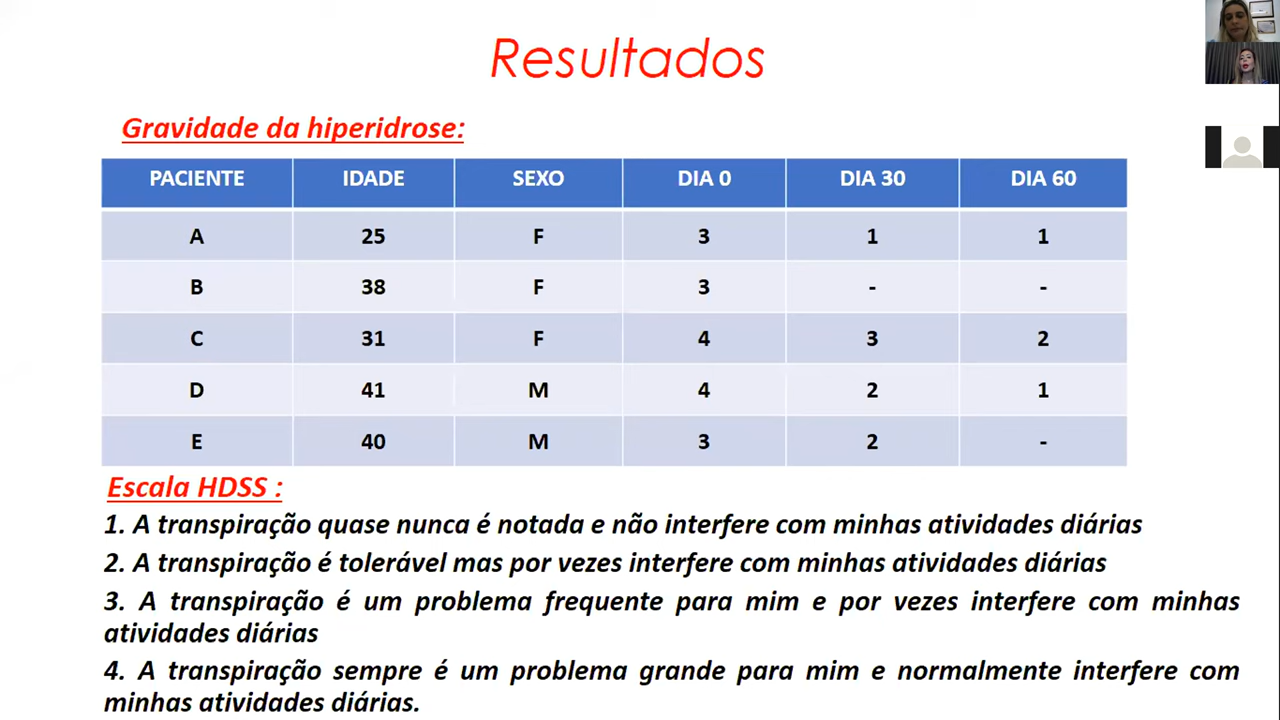 Resultados
Gravidade da hiperidrose:
PACIENTE IDADE SEXO DIA 0 DIA 30 DIA 60
A 25 F 3 1 1
B 38 F 3 - -
C 31 F 4 3 2
D 41 M 4 2 1
E 40 M 3 2 -
Escala HDSS :
1. A transpiração quase nunca é notada e não interfere com minhas atividades diárias
2. A transpiração é tolerável mas por vezes interfere com minhas atividades diárias
3. A transpiração é um problema frequente para mim e por vezes interfere com minhas
atividades diárias
4. A transpiração sempre é um problema grande para mim e normalmente interfere com
minhas atividades diárias.